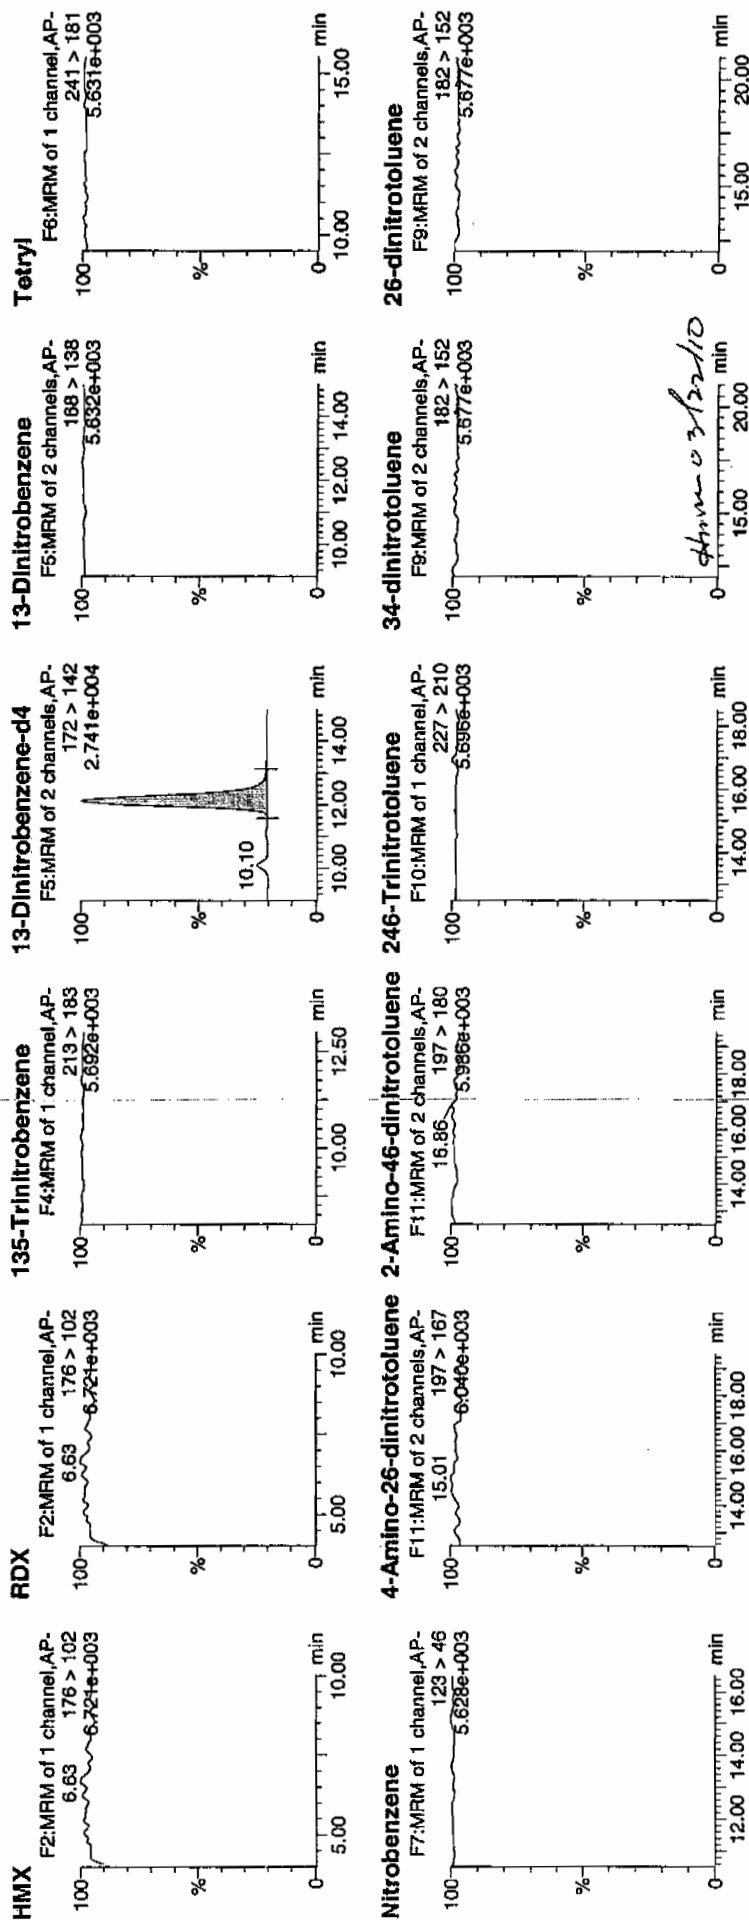 HMX
F2:MRM of 1 channel,AP-
176 > 102
6.721e+003
6.63
100
%
0
5.00
10.00
min
RDX
F2:MRM of 1 channel,AP-
176 > 102
6.721e+003
6.63
100
%
0
5.00
10.00
min
135-Trinitrobenzene
F4:MRM of 1 channel,AP-
213 > 183
5.692e+003
100
%
0
10.00
12.50
min
13-Dinitrobenzene-d4
F5:MRM of 2 channels,AP-
172 > 142
2.741e+004
10.10
100
%
0
10.00
12.00
14.00
min
13-Dinitrobenzene
F5:MRM of 2 channels,AP-
168 > 138
5.632e+003
100
%
0
10.00
12.00
14.00
min
Tetryl
F6:MRM of 1 channel,AP-
241 > 181
5.631e+003
100
%
0
10.00
15.00
min
Nitrobenzene
F7:MRM of 1 channel,AP-
123 > 46
5.628e+003
100
%
0
12.00
14.00
16.00
min
4-Amino-26-dinitrotoluene
F11:MRM of 2 channels,AP-
197 > 167
6.040e+003
15.01
100
%
0
14.00
16.00
18.00
min
2-Amino-46-dinitrotoluene
F11:MRM of 2 channels,AP-
197 > 180
5.986e+003
16.86
100
%
0
14.00
16.00
18.00
min
246-Trinitrotoluene
F10:MRM of 1 channel,AP-
227 > 210
5.696e+003
100
%
0
14.00
16.00
18.00
min
34-dinitrotoluene
F9:MRM of 2 channels,AP-
182 > 152
5.677e+003
100
%
0
15.00
20.00
min
03/22/10
26-dinitrotoluene
F9:MRM of 2 channels,AP-
182 > 152
5.677e+003
100
%
0
15.00
20.00
min